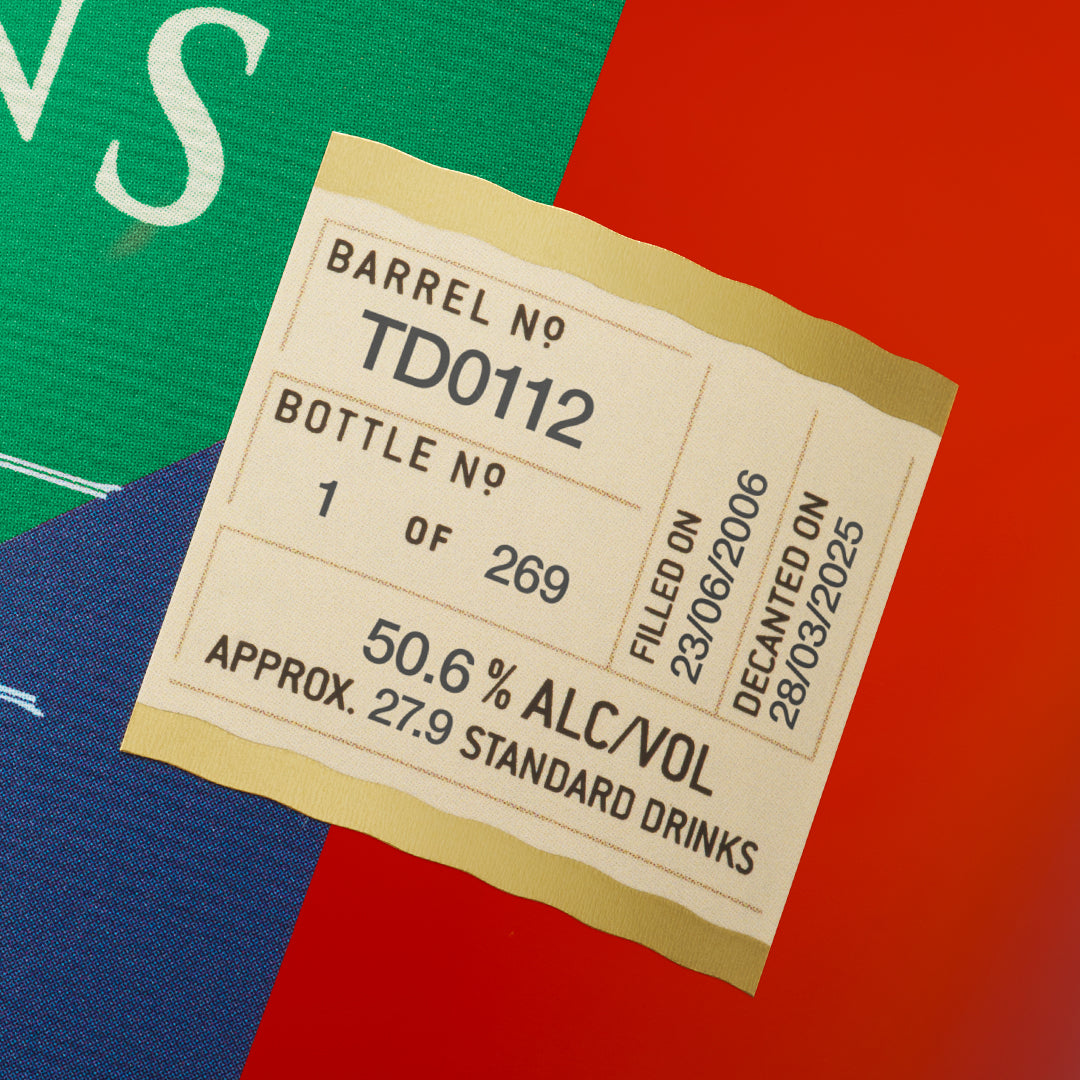 NS
BARREL Nº
TD0112
BOTTLE Nº
1 OF 269
FILLED ON
23/06/2006
DECANTED ON
28/03/2025
50.6 % ALC/VOL
APPROX. 27.9 STANDARD DRINKS